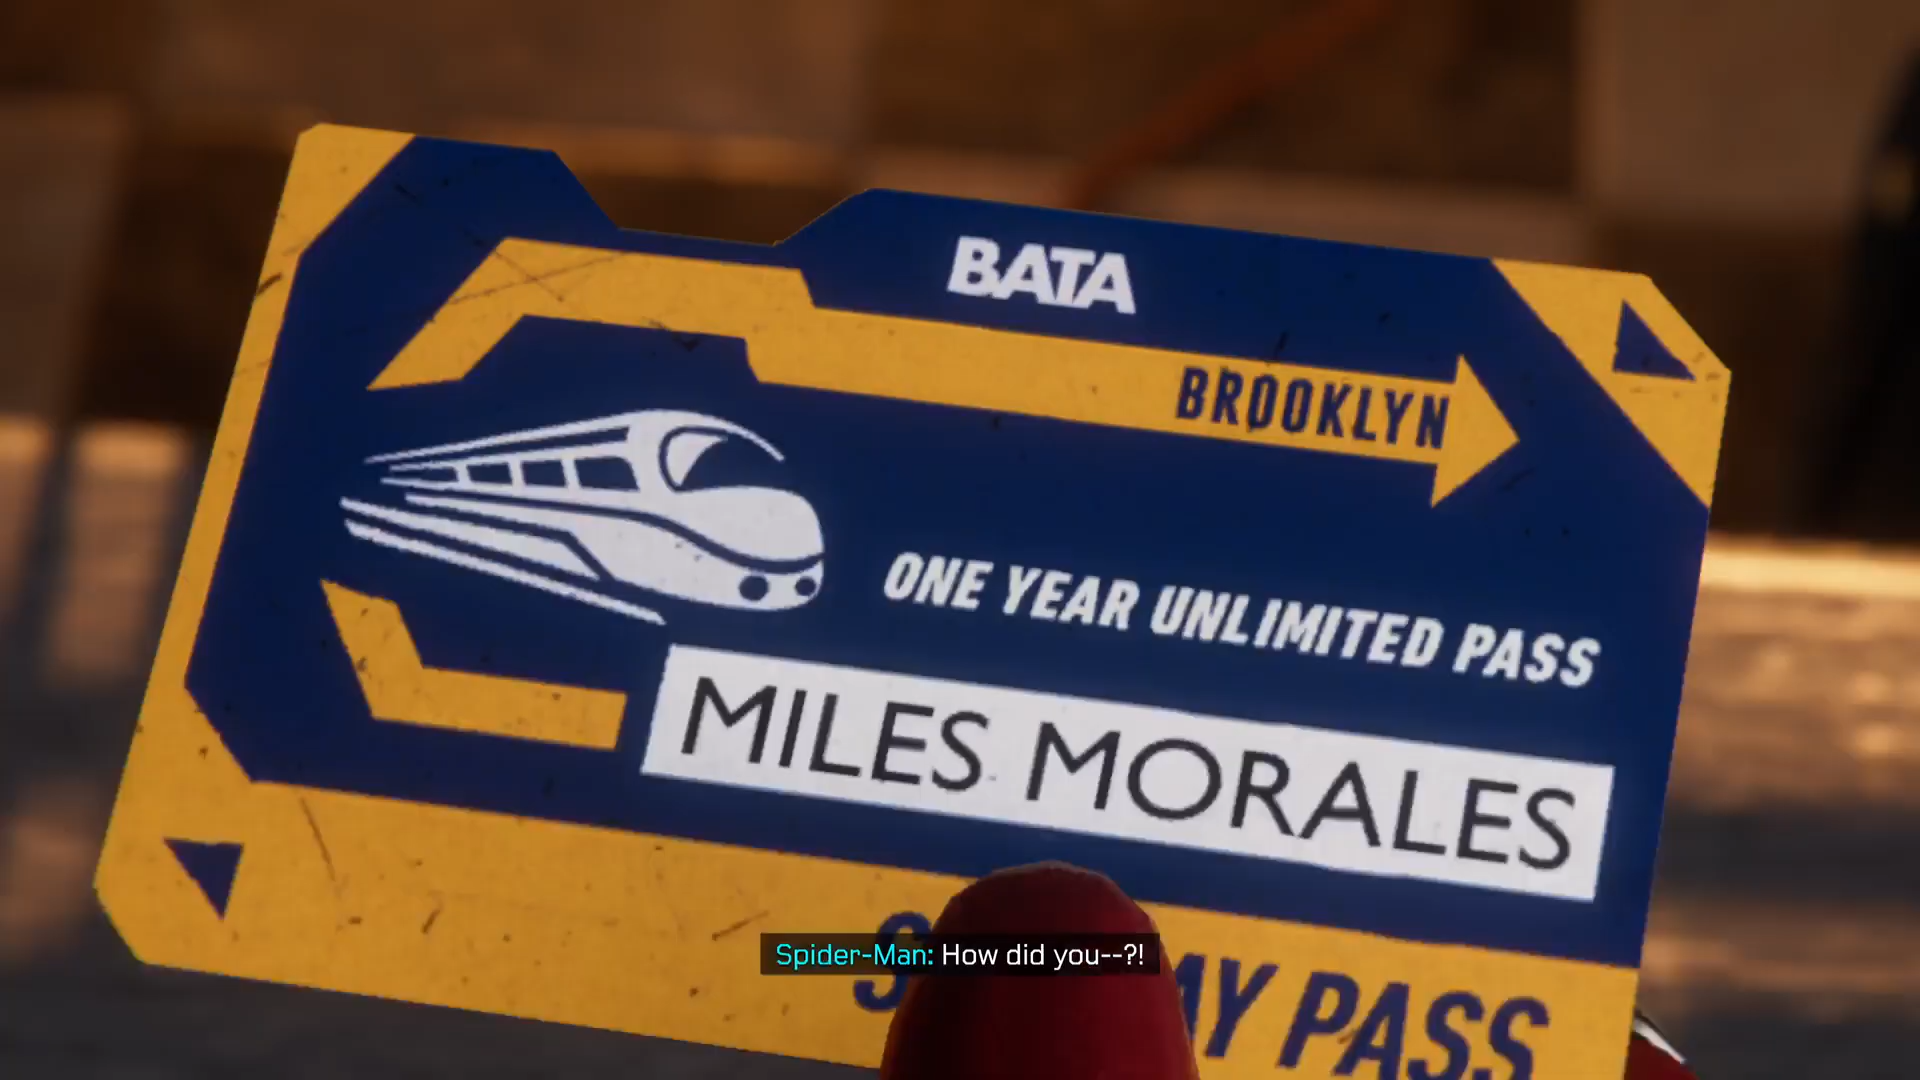 BATA
BROOKLYN
ONE YEAR UNLIMITED PASS
MILES MORALES
PASS
Spider-Man: How did you--?!